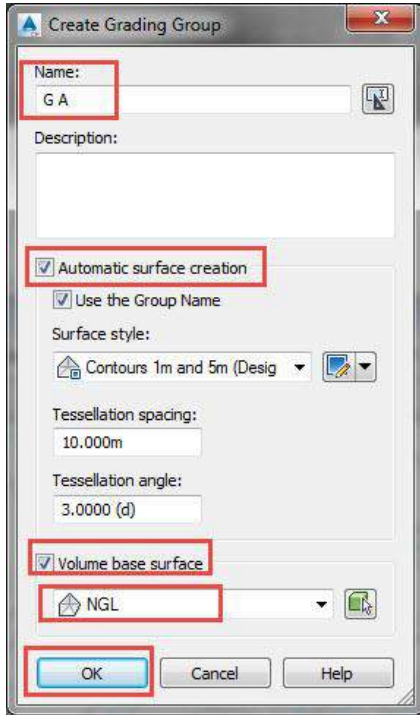 Create Grading Group
Name:
G A
Description:
Automatic surface creation
Use the Group Name
Surface style:
Contours 1m and 5m (Desig
Tessellation spacing:
10.000m
Tessellation angle:
3.0000 (d)
Volume base surface
NGL
OK Cancel Help